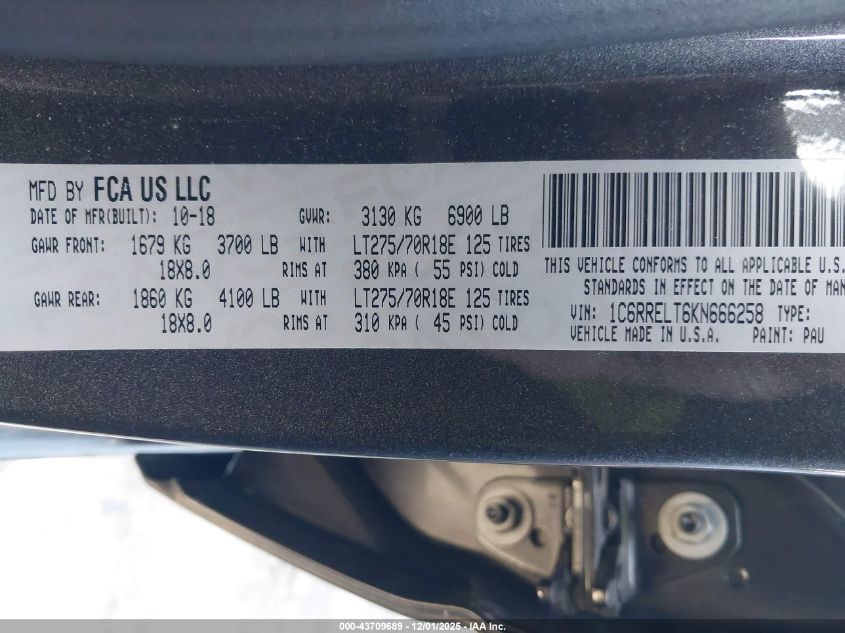 MFD BY FCA US LLC
DATE OF MFR(BUILT): 10-18 GVWR: 3130 KG 6900 LB
GAWR FRONT: 1679 KG 3700 LB WITH LT275/70R18E 125 TIRES
18X8.0 RIMS AT 380 KPA ( 55 PSI) COLD
GAWR REAR: 1860 KG 4100 LB WITH LT275/70R18E 125 TIRES
18X8.0 RIMS AT 310 KPA ( 45 PSI) COLD
THIS VEHICLE CONFORMS TO ALL APPLICABLE U.S.
STANDARDS IN EFFECT ON THE DATE OF MAN
VIN: 1C6RRELT6KN666258 TYPE:
VEHICLE MADE IN U.S.A. PAINT: PAU
000-43709689 - 12/01/2025 - IAA Inc.